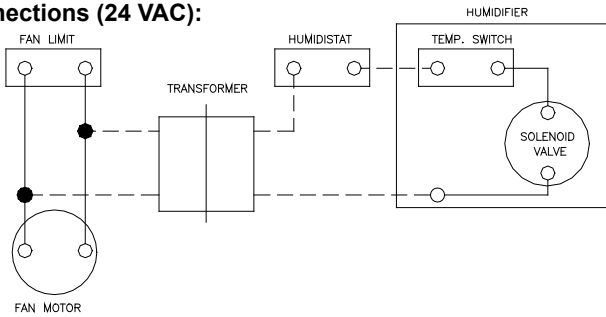 nections (24 VAC):
HUMIDIFIER
FAN LIMIT
HUMIDISTAT
TEMP. SWITCH
TRANSFORMER
SOLENOID
VALVE
FAN MOTOR